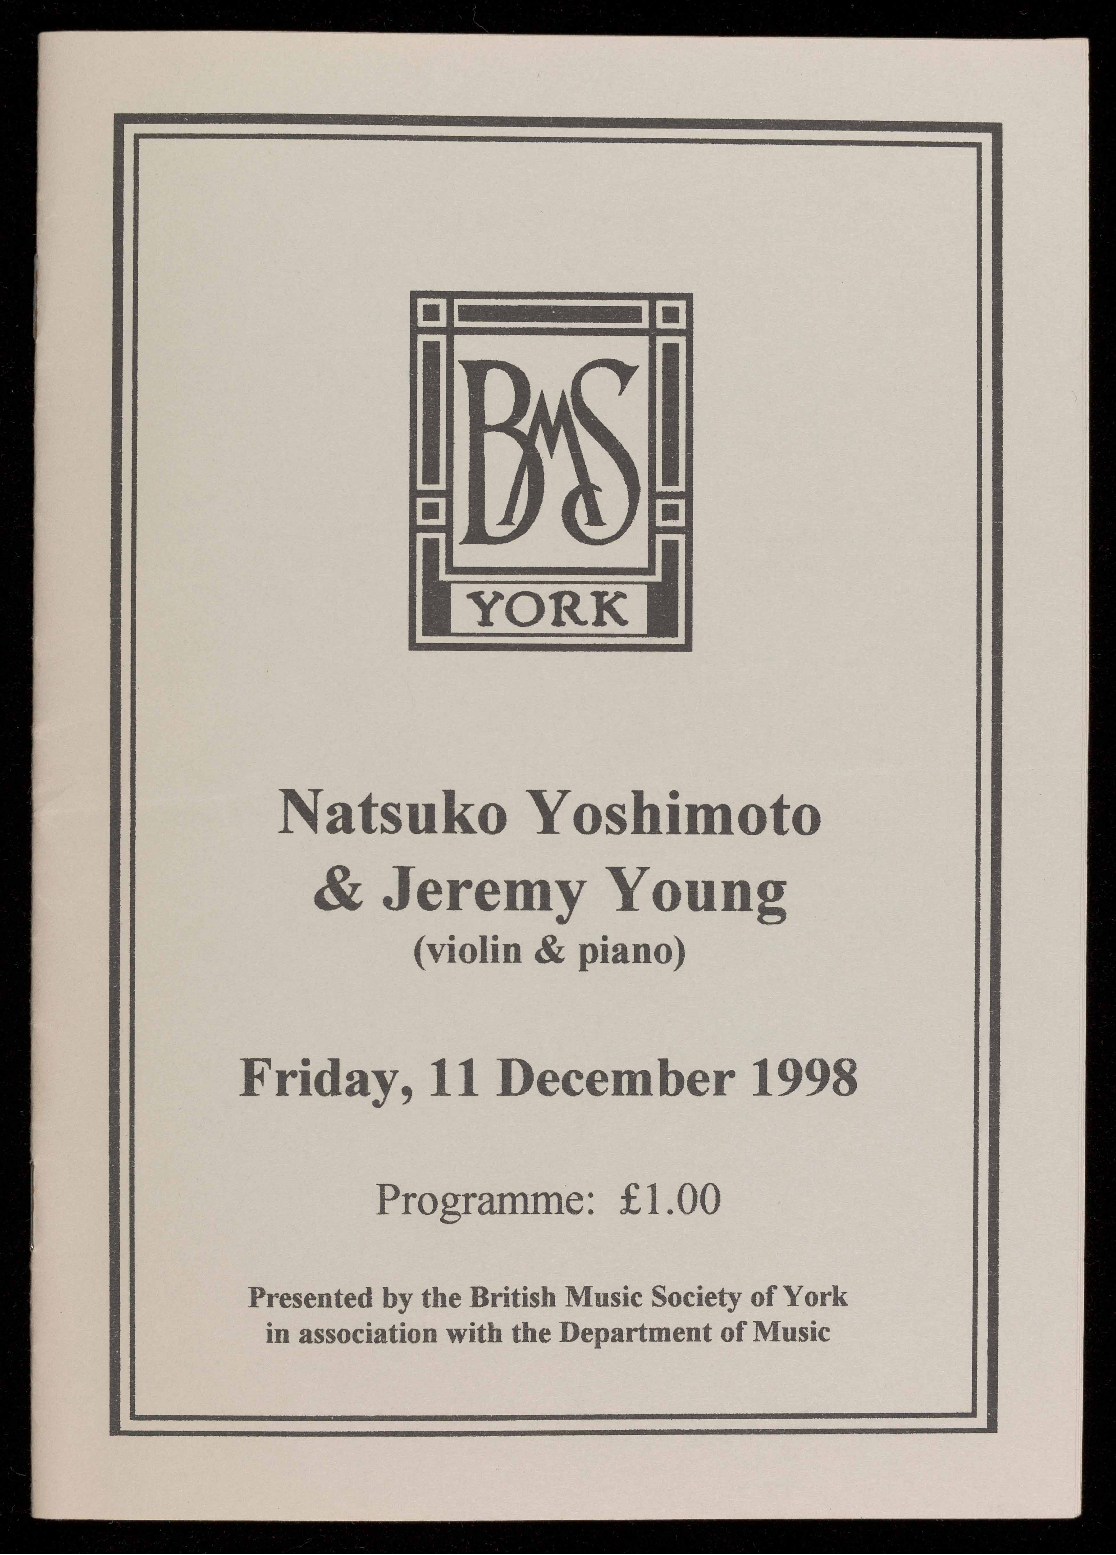 BMS
YORK
Natsuko Yoshimoto
& Jeremy Young
(violin & piano)
Friday, 11 December 1998
Programme: £1.00
Presented by the British Music Society of York
in association with the Department of Music